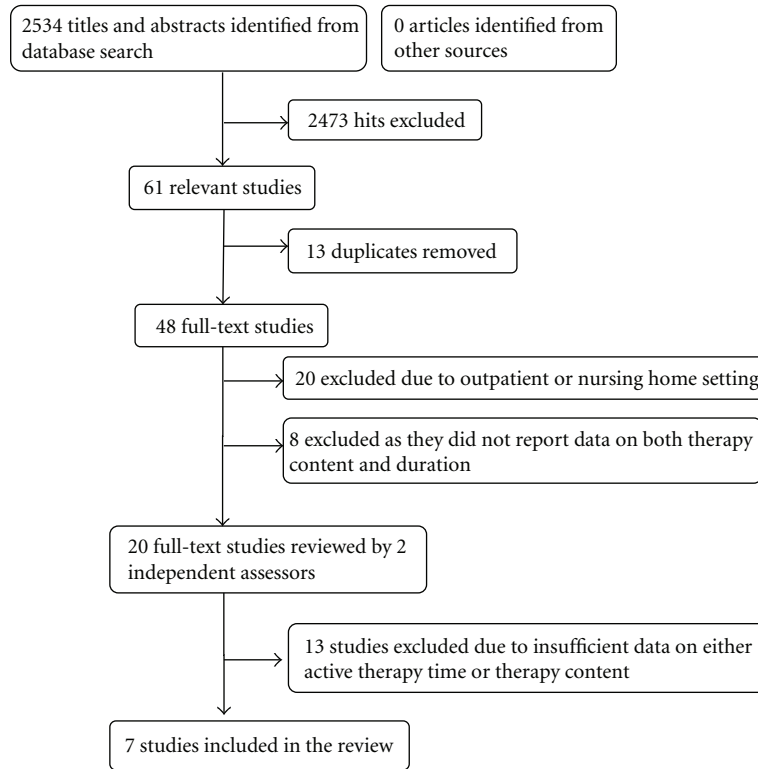 2534 titles and abstracts identified from
database search
0 articles identified from
other sources
2473 hits excluded
61 relevant studies
13 duplicates removed
48 full-text studies
20 excluded due to outpatient or nursing home setting
8 excluded as they did not report data on both therapy
content and duration
20 full-text studies reviewed by 2
independent assessors
13 studies excluded due to insufficient data on either
active therapy time or therapy content
7 studies included in the review